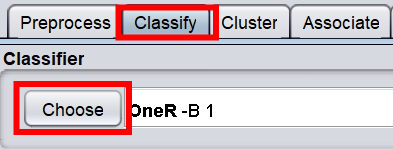 Preprocess Classify Cluster Associate
Classifier
Choose OneR -B 1